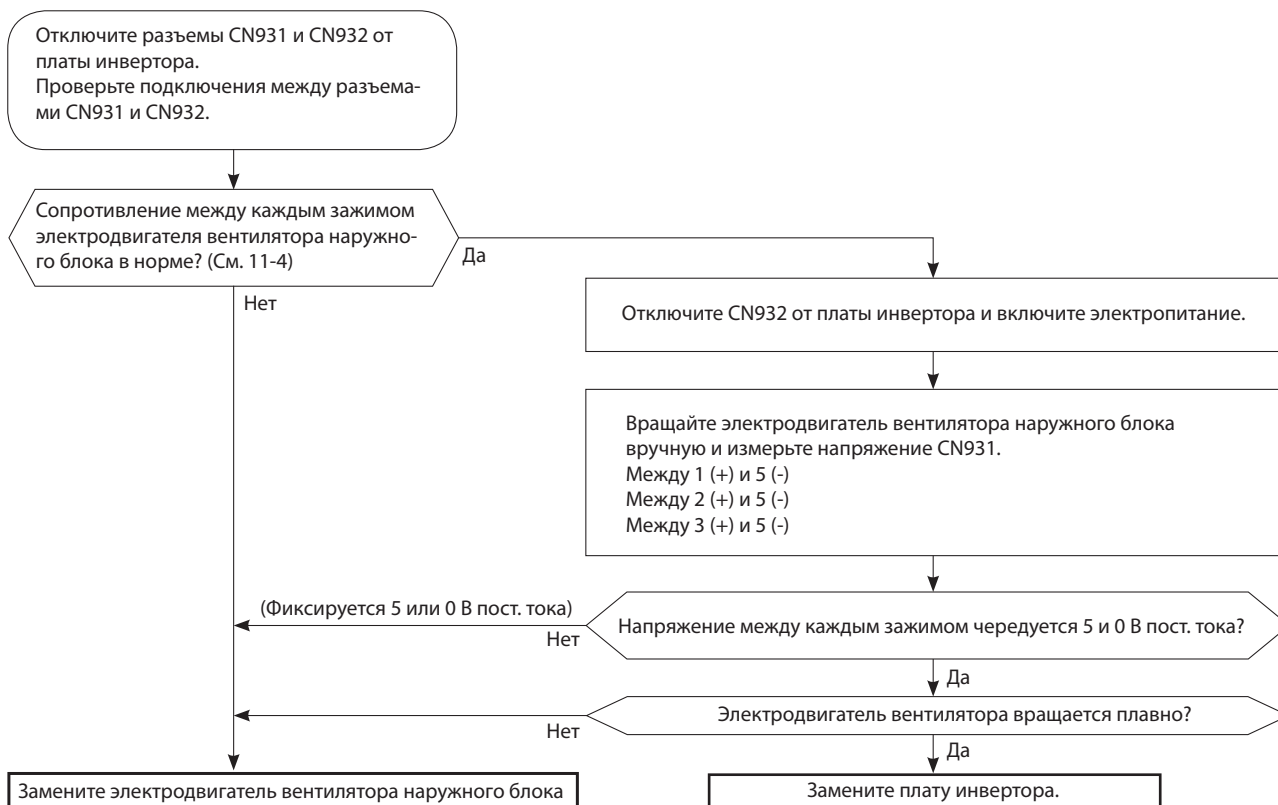 Отключите разъемы CN931 и CN932 от
платы инвертора.
Проверьте подключения между разъема-
ми CN931 и CN932.
Сопротивление между каждым зажимом
электродвигателя вентилятора наружно-
го блока в норме? (См. 11-4)
Да
Нет
Отключите CN932 от платы инвертора и включите электропитание.
Вращайте электродвигатель вентилятора наружного блока
вручную и измерьте напряжение CN931.
Между 1 (+) и 5 (-)
Между 2 (+) и 5 (-)
Между 3 (+) и 5 (-)
(Фиксируется 5 или 0 В пост. тока)
Нет
Напряжение между каждым зажимом чередуется 5 и 0 В пост. тока?
Да
Электродвигатель вентилятора вращается плавно?
Нет
Да
Замените электродвигатель вентилятора наружного блока
Замените плату инвертора.